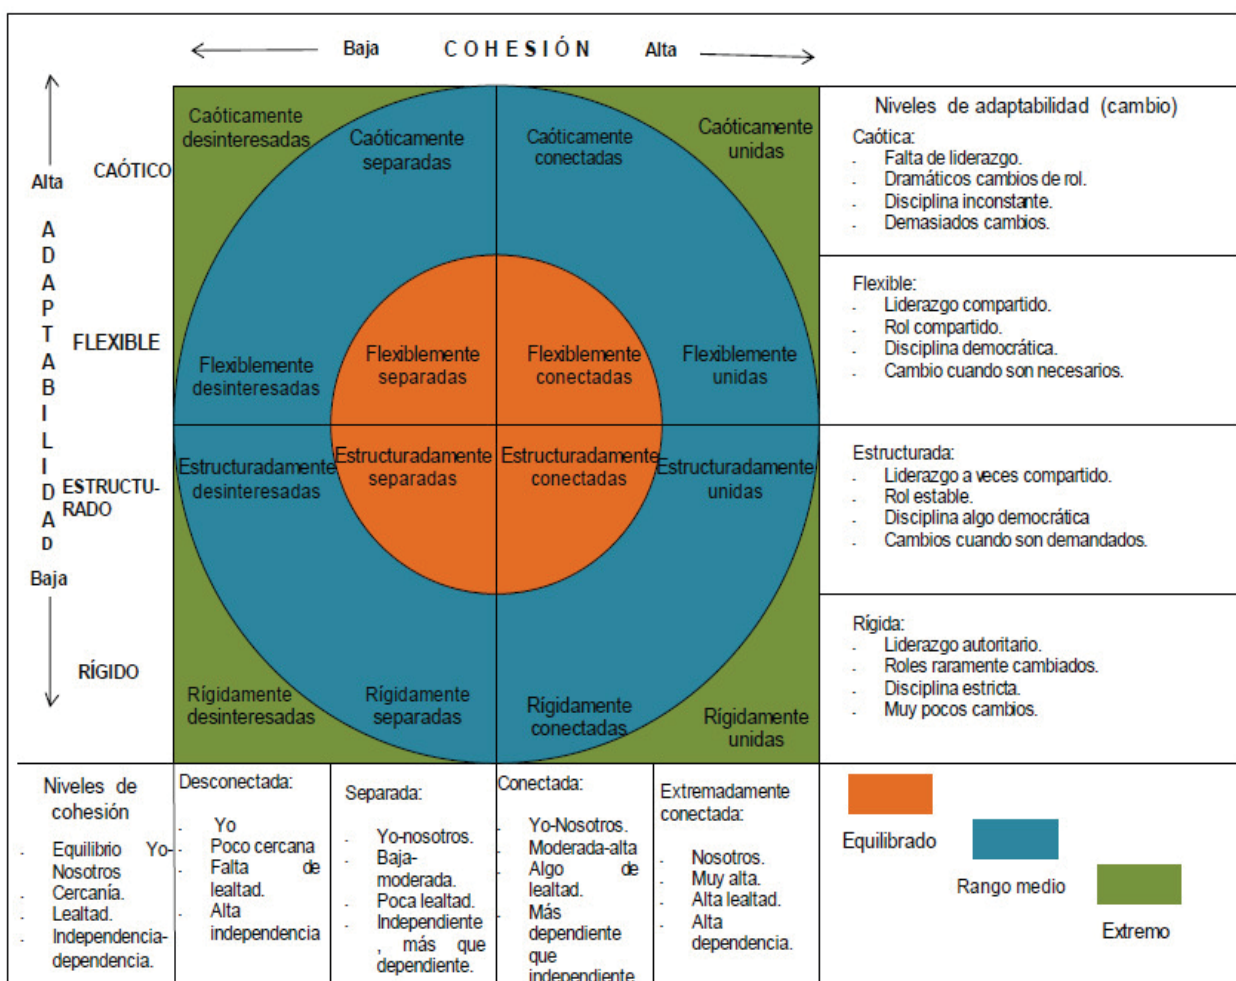 Baja COHESIÓN Alta
Alta
ADAPTABILIDAD
Baja
CAÓTICO
FLEXIBLE
ESTRUCTU-
RADO
RÍGIDO
Caóticamente
desinteresadas
Caóticamente
separadas
Caóticamente
conectadas
Caóticamente
unidas
Flexiblemente
desinteresadas
Flexiblemente
separadas
Flexiblemente
conectadas
Flexiblemente
unidas
Estructuradamente
desinteresadas
Estructuradamente
separadas
Estructuradamente
conectadas
Estructuradamente
unidas
Rígidamente
desinteresadas
Rígidamente
separadas
Rígidamente
conectadas
Rígidamente
unidas
Niveles de adaptabilidad (cambio)
Caótica:
. Falta de liderazgo.
. Dramáticos cambios de rol.
. Disciplina inconstante.
. Demasiados cambios.
Flexible:
. Liderazgo compartido.
. Rol compartido.
. Disciplina democrática.
. Cambio cuando son necesarios.
Estructurada:
. Liderazgo a veces compartido.
. Rol estable.
. Disciplina algo democrática
. Cambios cuando son demandados.
Rígida:
. Liderazgo autoritario.
. Roles raramente cambiados.
. Disciplina estricta.
. Muy pocos cambios.
Niveles de
cohesión
. Equilibrio Yo-
Nosotros
. Cercanía.
. Lealtad.
. Independencia-
dependencia.
Desconectada:
. Yo
. Poco cercana
. Falta de
lealtad.
. Alta
independencia
Separada:
. Yo-nosotros.
. Baja-
moderada.
. Poca lealtad.
. Independiente
, más que
dependiente.
Conectada:
. Yo-Nosotros.
. Moderada-alta
. Algo de
lealtad.
. Más
dependiente
que
independiente
Extremadamente
conectada:
. Nosotros.
. Muy alta.
. Alta lealtad.
. Alta
dependencia.
Equilibrado
Rango medio
Extremo